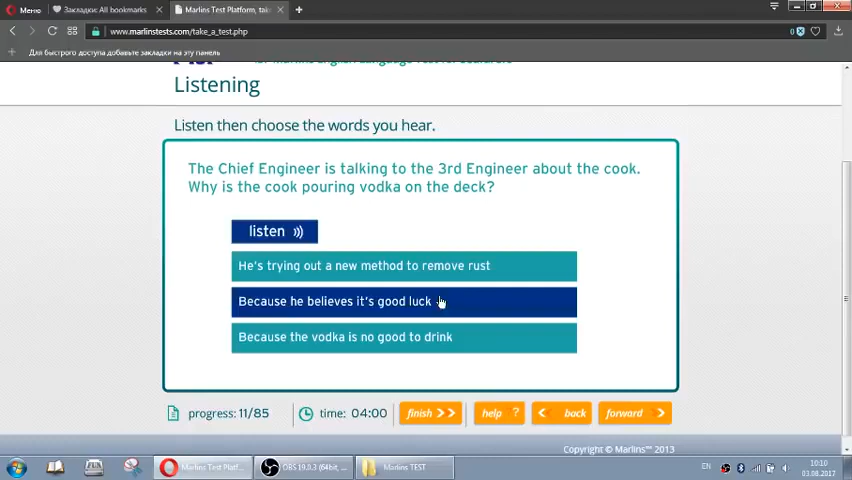 Меню
Закладки: All bookmarks
Marlins Test Platform, take
www.marlinstests.com/take_a_test.php
0
Для быстрого доступа добавьте закладки на эту панель
Listening
Listen then choose the words you hear.
The Chief Engineer is talking to the 3rd Engineer about the cook.
Why is the cook pouring vodka on the deck?
listen
He's trying out a new method to remove rust
Because he believes it's good luck
Because the vodka is no good to drink
progress: 11/85
time: 04:00
finish >>
help ?
< back
forward >
Copyright © Marlins™ 2013
Marlins Test Platf...
OBS 19.0.3 (64bit, ...
Marlins TEST
EN
10:10
03.08.2017